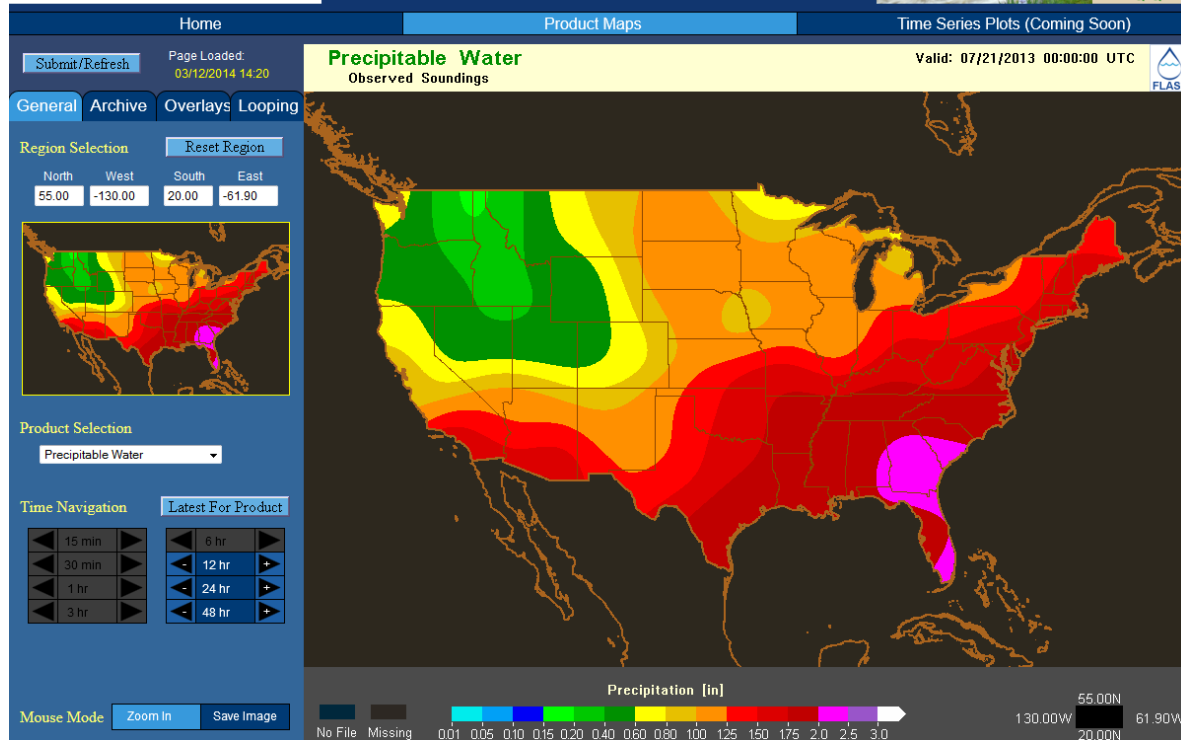 Home Product Maps Time Series Plots (Coming Soon)
Submit/Refresh
Page Loaded:
03/12/2014 14:20
Precipitable Water
Observed Soundings
Valid: 07/21/2013 00:00:00 UTC
FLAS
General Archive Overlays Looping
Region Selection Reset Region
North West South East
55.00 -130.00 20.00 -61.90
Product Selection
Precipitable Water
Time Navigation Latest For Product
15 min 6 hr
30 min - 12 hr +
1 hr - 24 hr +
3 hr - 48 hr +
Mouse Mode Zoom In Save Image
Precipitation [in]
No File Missing 0.01 0.05 0.10 0.15 0.20 0.40 0.60 0.80 1.00 1.25 1.50 1.75 2.0 2.5 3.0
55.00N
130.00W 61.90W
20.00N